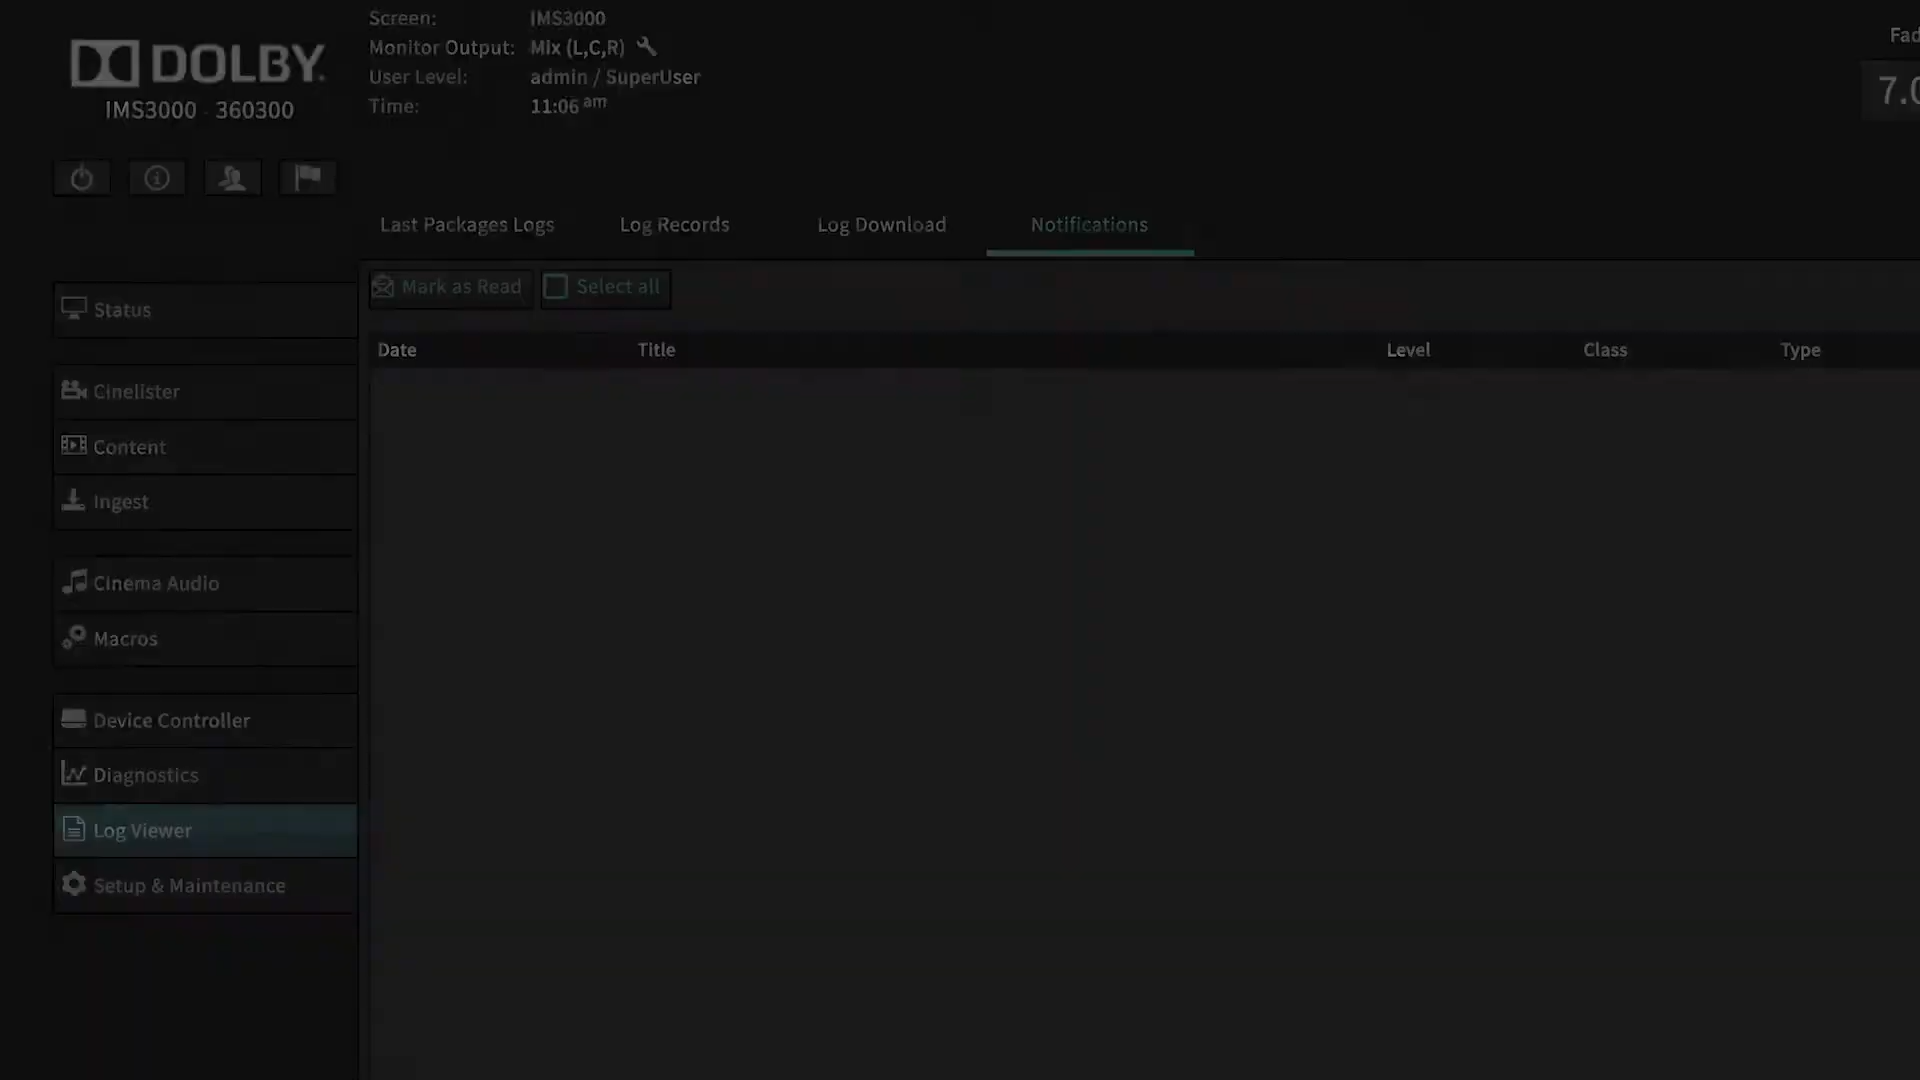 Screen: IMS3000
Monitor Output: Mix (L,C,R)
User Level: admin / SuperUser
Time: 11:06 am
DOLBY
IMS3000 - 360300
Last Packages Logs
Log Records
Log Download
Notifications
Mark as Read
Select all
Date
Title
Level
Class
Type
Status
Cinelister
Content
Ingest
Cinema Audio
Macros
Device Controller
Diagnostics
Log Viewer
Setup & Maintenance